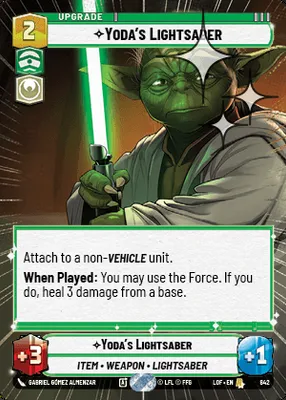 UPGRADE
2
✧YODA'S LIGHTSABER
Attach to a non-VEHICLE unit.
When Played: You may use the Force. If you
do, heal 3 damage from a base.
+3
✧YODA'S LIGHTSABER
ITEM • WEAPON • LIGHTSABER
+1
GABRIEL GÓMEZ ALMENZAR
© LFL © FFG
LOF • EN
642